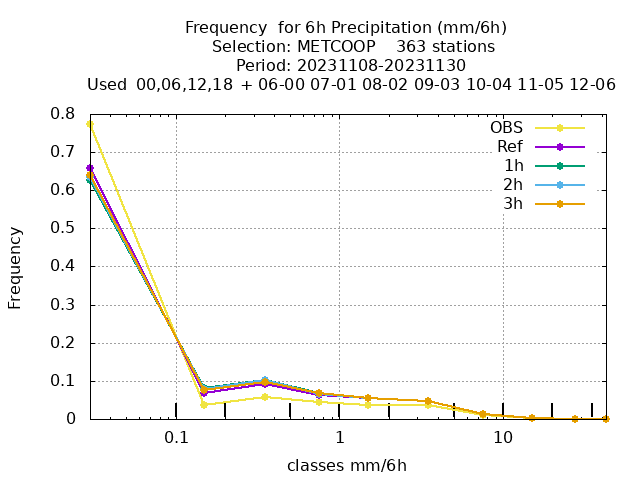 Frequency  for 6h Precipitation (mm/6h)
Selection: METCOOP    363 stations
Period: 20231108-20231130
Used  00,06,12,18  + 06-00 07-01 08-02 09-03 10-04 11-05 12-06
0.8
0.7
0.6
0.5
0.4
0.3
0.2
0.1
0
Frequency
OBS
Ref
1h
2h
3h
0.1
1
10
classes mm/6h